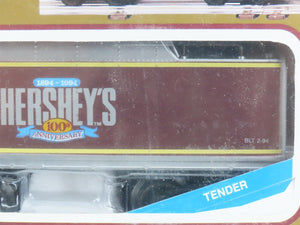 1894 - 1994
HERSHEY'S
100th
ANNIVERSARY
BLT 2-94
TENDER